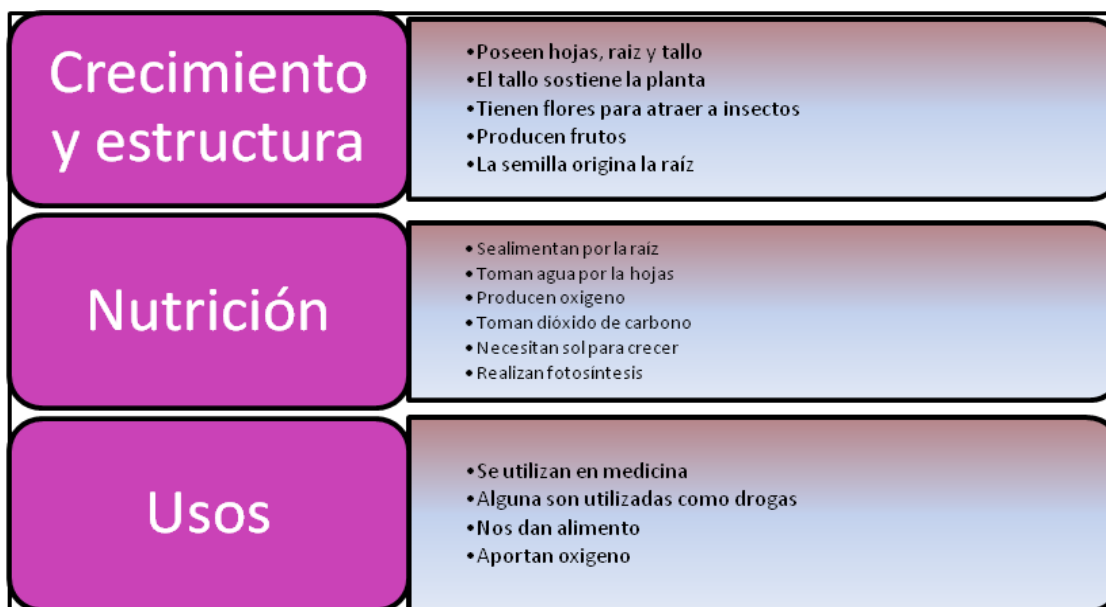 Crecimiento
y estructura
•Poseen hojas, raiz y tallo
•El tallo sostiene la planta
•Tienen flores para atraer a insectos
•Producen frutos
•La semilla origina la raíz
Nutrición
•Sealimentan por la raíz
•Toman agua por la hojas
•Producen oxigeno
•Toman dióxido de carbono
•Necesitan sol para crecer
•Realizan fotosíntesis
Usos
•Se utilizan en medicina
•Alguna son utilizadas como drogas
•Nos dan alimento
•Aportan oxigeno